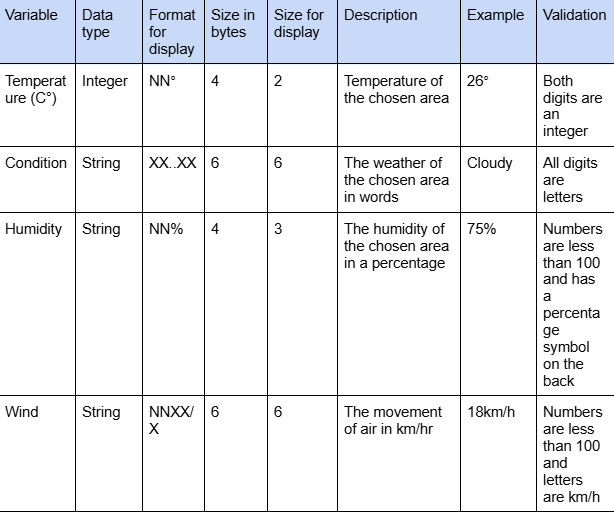 Variable Data type Format for display Size in bytes Size for display Description Example Validation
Temperat ure (C°) Integer NN° 4 2 Temperature of the chosen area 26° Both digits are an integer
Condition String XX..XX 6 6 The weather of the chosen area in words Cloudy All digits are letters
Humidity String NN% 4 3 The humidity of the chosen area in a percentage 75% Numbers are less than 100 and has a percenta ge symbol on the back
Wind String NNXX/ X 6 6 The movement of air in km/hr 18km/h Numbers are less than 100 and letters are km/h